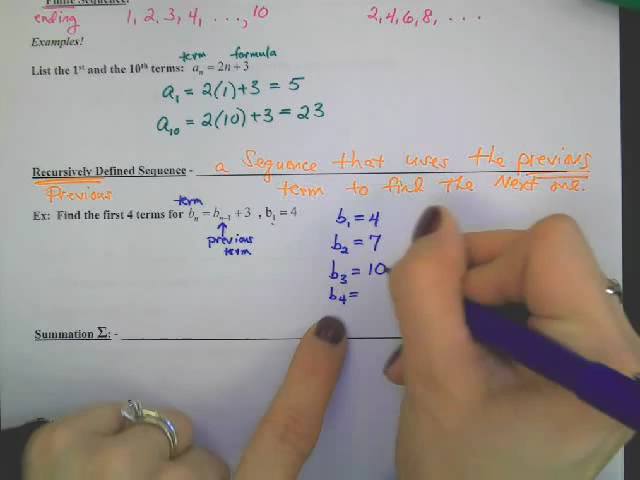 Finite Sequence:
ending 1, 2, 3, 4, ..., 10 2, 4, 6, 8, ...
Examples!
term formula
List the 1st and the 10th terms: aₙ = 2n + 3
a₁ = 2(1)+3 = 5
a₁₀ = 2(10)+3 = 23
Recursively Defined Sequence - a sequence that uses the previous
Previous term to find the next one.
term
Ex: Find the first 4 terms for bₙ = bₙ₋₁ + 3 , b₁ = 4
previous
term
b₁ = 4
b₂ = 7
b₃ = 10
b₄ =
Summation Σ: -